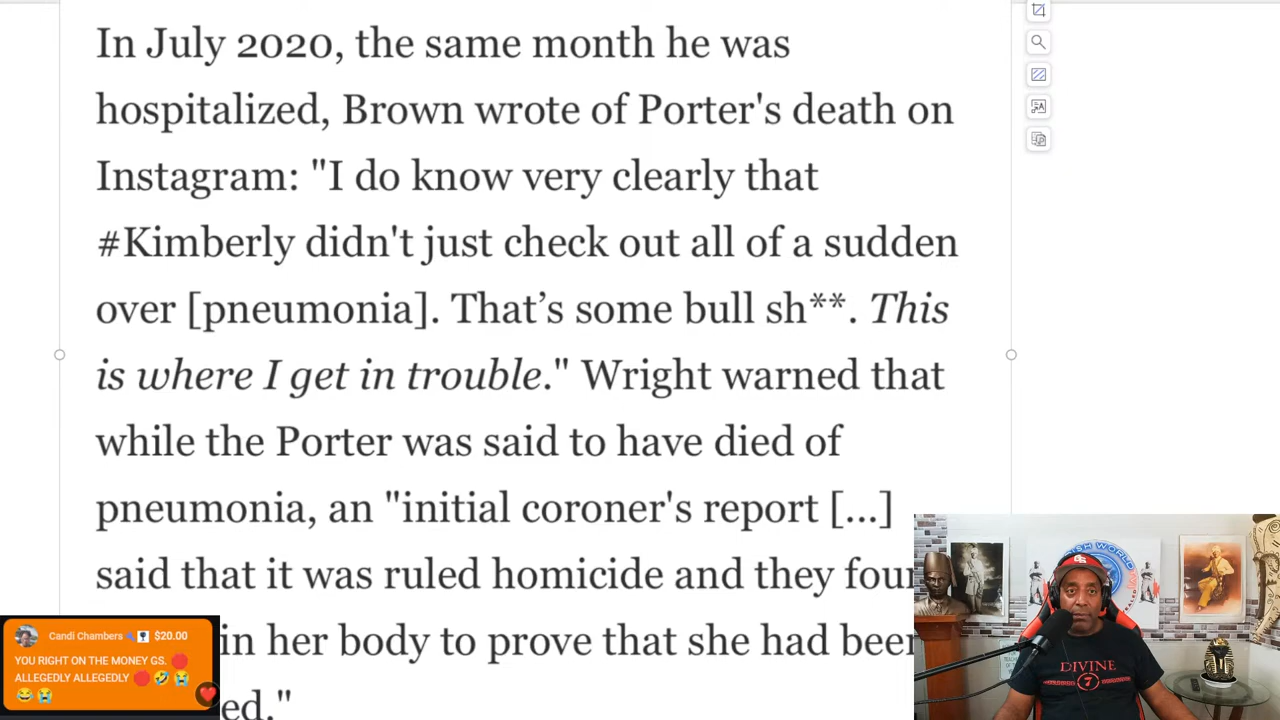 In July 2020, the same month he was
hospitalized, Brown wrote of Porter's death on
Instagram: "I do know very clearly that
#Kimberly didn't just check out all of a sudden
over [pneumonia]. That’s some bull sh**. This
is where I get in trouble." Wright warned that
while the Porter was said to have died of
pneumonia, an "initial coroner's report [...]
said that it was ruled homicide and they foun
in her body to prove that she had been
ed."
Candi Chambers $20.00
YOU RIGHT ON THE MONEY GS.
ALLEGEDLY ALLEGEDLY
DIVINE
7